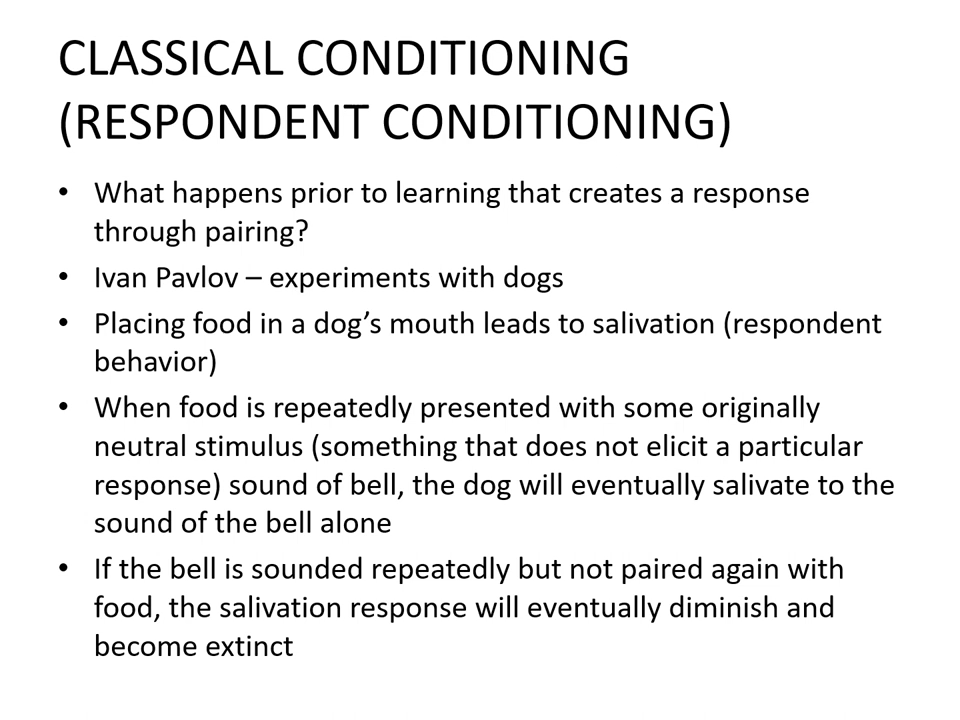 CLASSICAL CONDITIONING
(RESPONDENT CONDITIONING)
• What happens prior to learning that creates a response
through pairing?
• Ivan Pavlov – experiments with dogs
• Placing food in a dog’s mouth leads to salivation (respondent
behavior)
• When food is repeatedly presented with some originally
neutral stimulus (something that does not elicit a particular
response) sound of bell, the dog will eventually salivate to the
sound of the bell alone
• If the bell is sounded repeatedly but not paired again with
food, the salivation response will eventually diminish and
become extinct